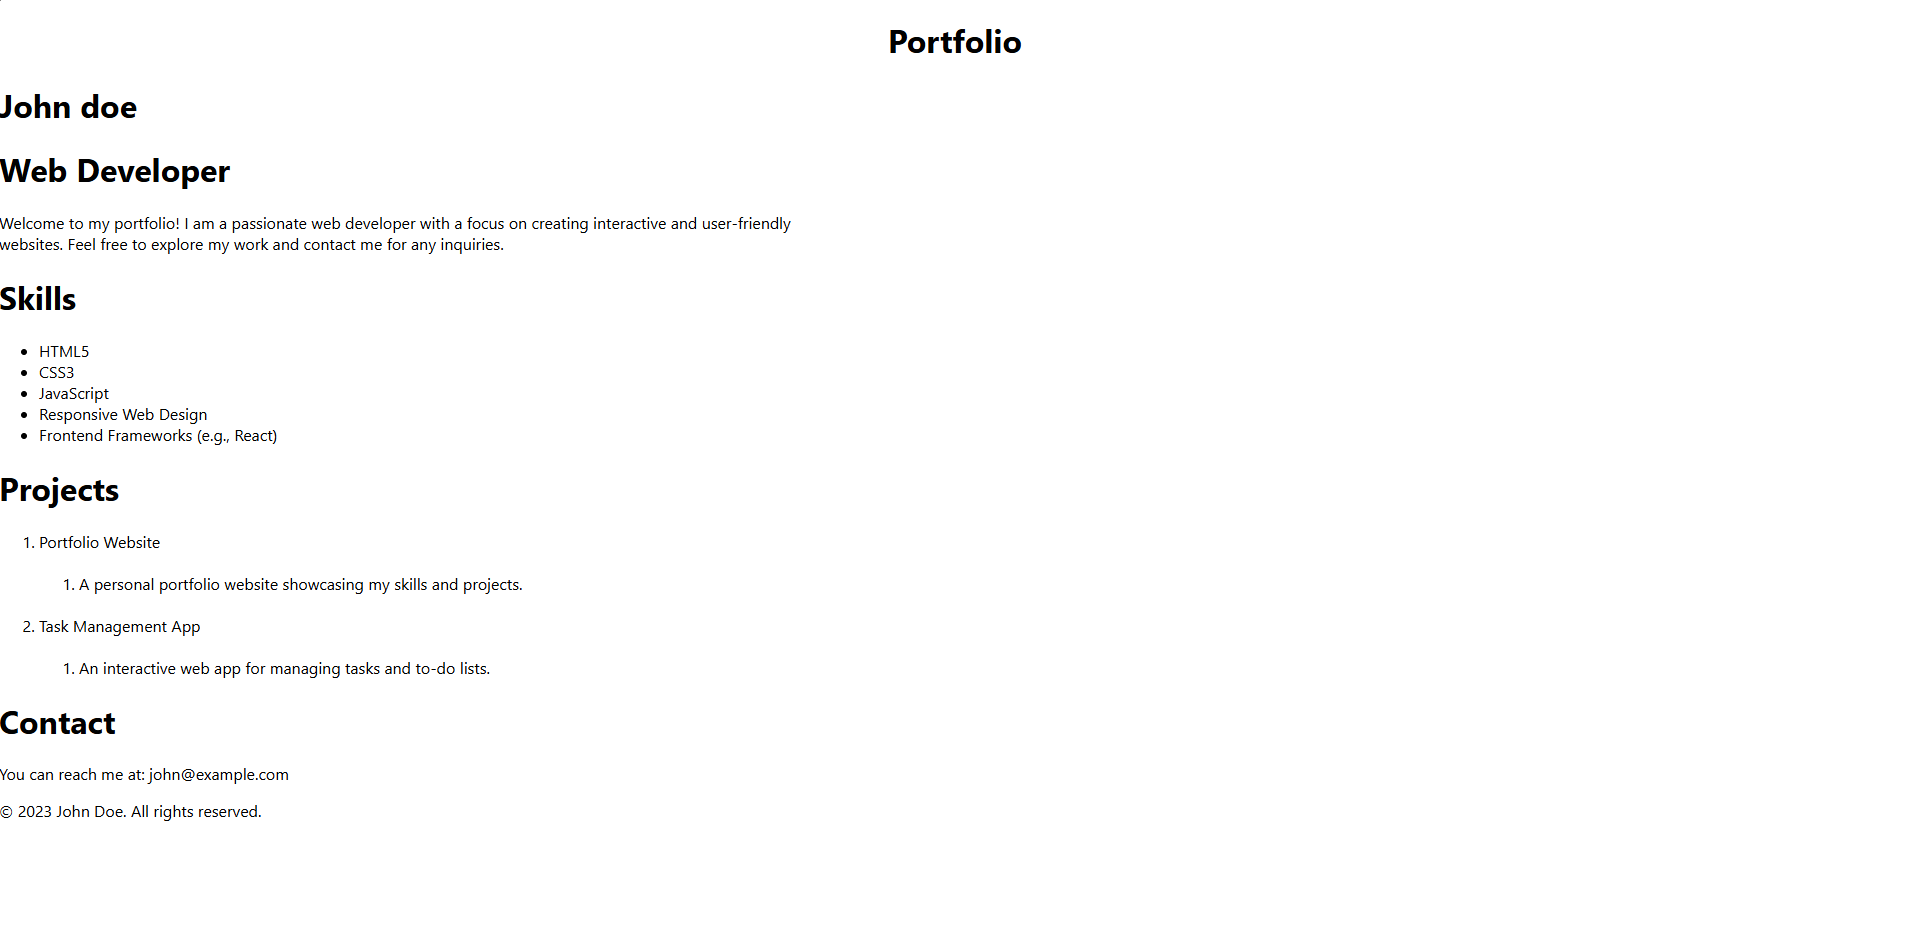 Portfolio
John doe
Web Developer
Welcome to my portfolio! I am a passionate web developer with a focus on creating interactive and user-friendly
websites. Feel free to explore my work and contact me for any inquiries.
Skills
• HTML5
• CSS3
• JavaScript
• Responsive Web Design
• Frontend Frameworks (e.g., React)
Projects
1. Portfolio Website
1. A personal portfolio website showcasing my skills and projects.
2. Task Management App
1. An interactive web app for managing tasks and to-do lists.
Contact
You can reach me at: john@example.com
© 2023 John Doe. All rights reserved.